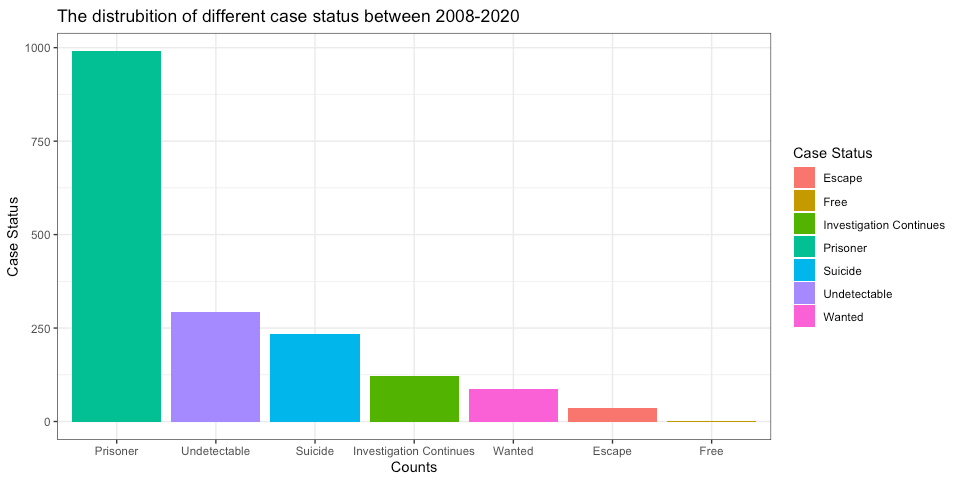 The distrubition of different case status between 2008-2020
1000
750
500
250
0
Case Status
Prisoner Undetectable Suicide Investigation Continues Wanted Escape Free
Counts
Case Status
Escape
Free
Investigation Continues
Prisoner
Suicide
Undetectable
Wanted